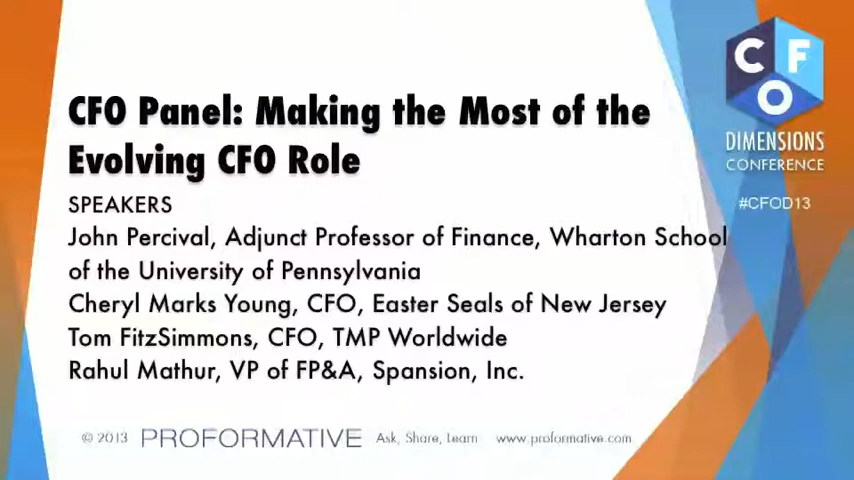 CFO Panel: Making the Most of the
Evolving CFO Role
SPEAKERS
John Percival, Adjunct Professor of Finance, Wharton School
of the University of Pennsylvania
Cheryl Marks Young, CFO, Easter Seals of New Jersey
Tom FitzSimmons, CFO, TMP Worldwide
Rahul Mathur, VP of FP&A, Spansion, Inc.
CFO
DIMENSIONS
CONFERENCE
#CFOD13
© 2013 PROFORMATIVE Ask, Share, Learn www.proformative.com